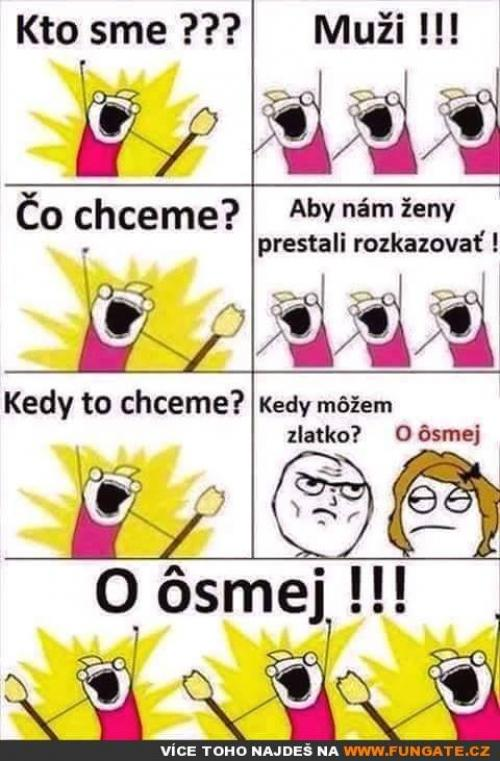 Kto sme ???
Muži !!!
Čo chceme?
Aby nám ženy
prestali rozkazovať !
Kedy to chceme?
Kedy môžem
zlatko?
O ôsmej
O ôsmej !!!
VÍCE TOHO NAJDEŠ NA WWW.FUNGATE.CZ